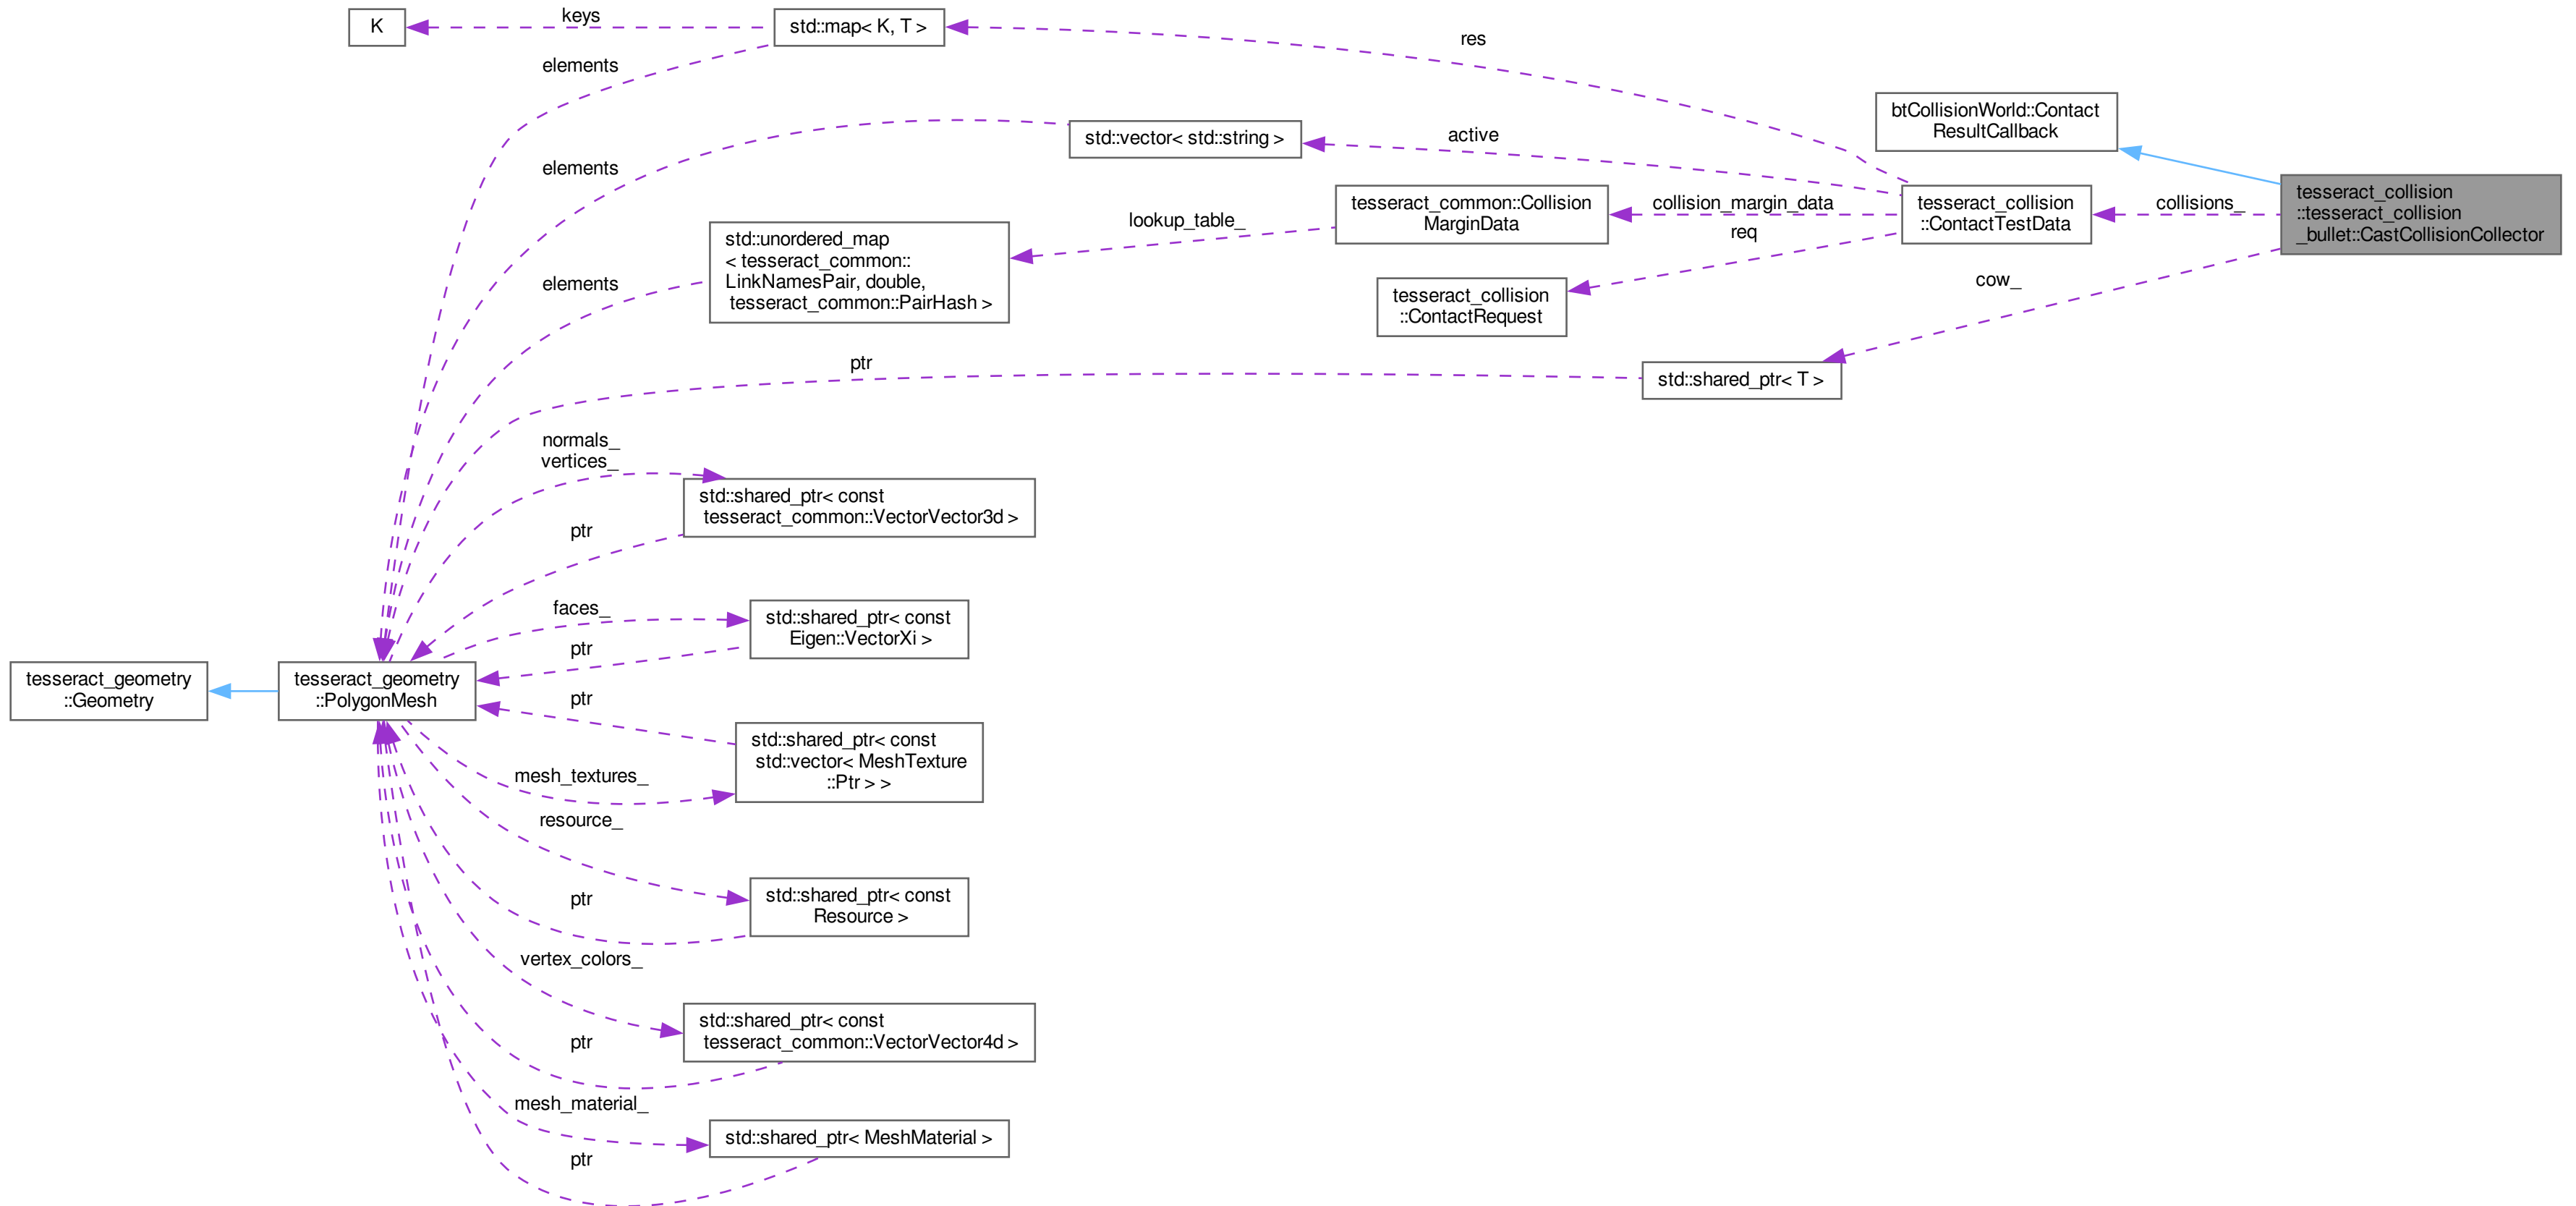 K
keys
std::map< K, T >
res
elements
btCollisionWorld::Contact
ResultCallback
std::vector< std::string >
active
elements
tesseract_collision
::tesseract_collision
_bullet::CastCollisionCollector
collisions_
tesseract_collision
::ContactTestData
collision_margin_data
req
tesseract_common::Collision
MarginData
lookup_table_
std::unordered_map
< tesseract_common::
LinkNamesPair, double,
tesseract_common::PairHash >
elements
tesseract_collision
::ContactRequest
cow_
std::shared_ptr< T >
ptr
normals_
vertices_
std::shared_ptr< const
tesseract_common::VectorVector3d >
ptr
faces_
std::shared_ptr< const
Eigen::VectorXi >
ptr
tesseract_geometry
::Geometry
tesseract_geometry
::PolygonMesh
ptr
std::shared_ptr< const
std::vector< MeshTexture
::Ptr > >
mesh_textures_
resource_
std::shared_ptr< const
Resource >
ptr
vertex_colors_
std::shared_ptr< const
tesseract_common::VectorVector4d >
ptr
mesh_material_
std::shared_ptr< MeshMaterial >
ptr